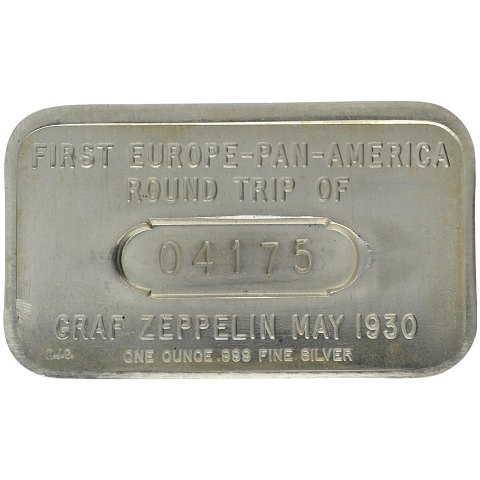 FIRST EUROPE-PAN-AMERICA
ROUND TRIP OF
04175
GRAF ZEPPELIN MAY 1930
ONE OUNCE .999 FINE SILVER